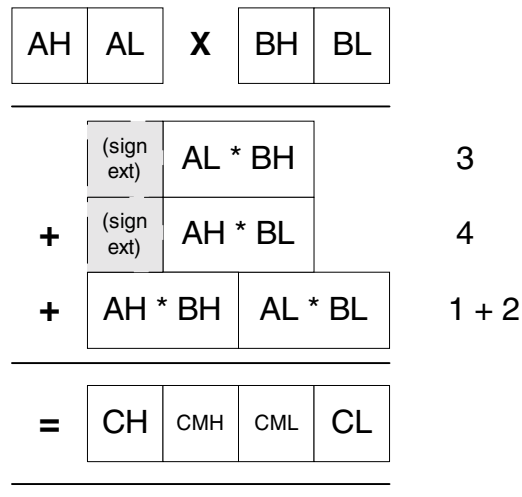 AH AL X BH BL
(sign ext) AL * BH 3
+ (sign ext) AH * BL 4
+ AH * BH AL * BL 1 + 2
= CH CMH CML CL